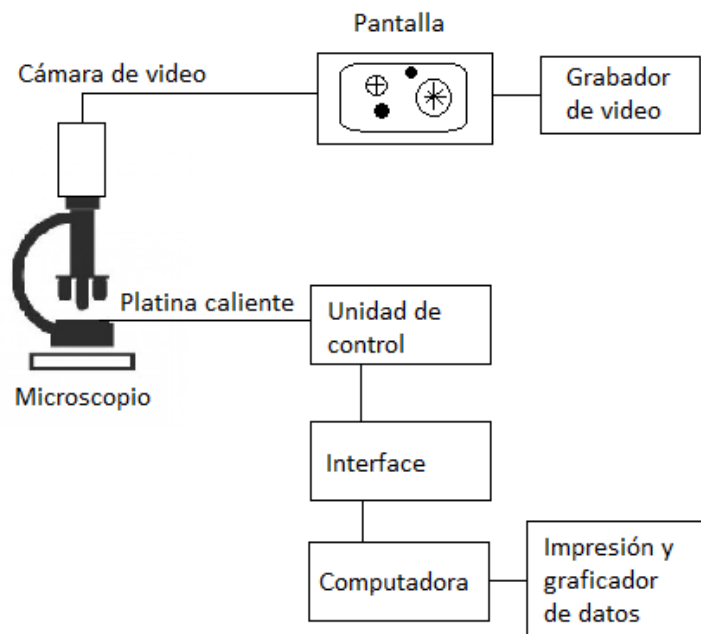 Pantalla
Cámara de video
Grabador
de video
Platina caliente
Unidad de
control
Microscopio
Interface
Computadora
Impresión y
graficador
de datos